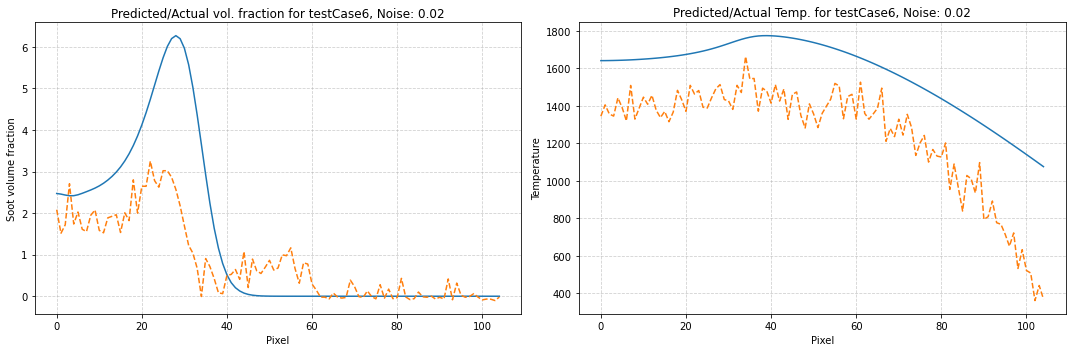 Predicted/Actual vol. fraction for testCase6, Noise: 0.02
6
5
4
3
2
1
0
Soot volume fraction
0 20 40 60 80 100
Pixel
Predicted/Actual Temp. for testCase6, Noise: 0.02
1800
1600
1400
1200
1000
800
600
400
Temperature
0 20 40 60 80 100
Pixel